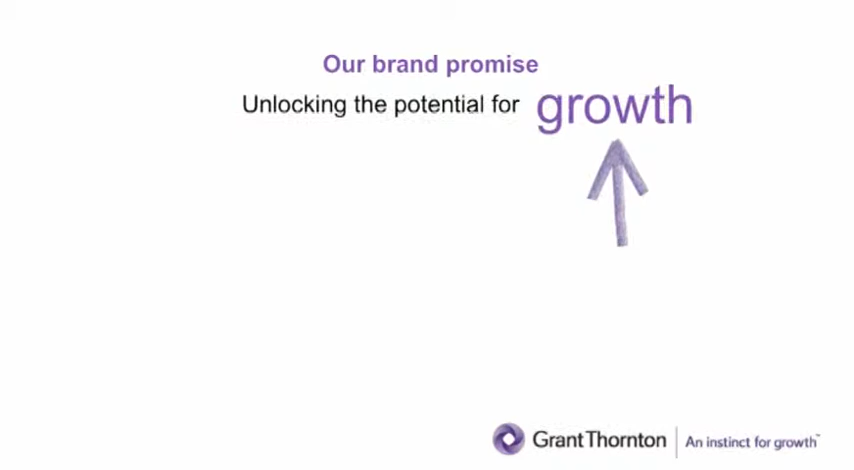 Our brand promise
Unlocking the potential for growth
Grant Thornton
An instinct for growth™